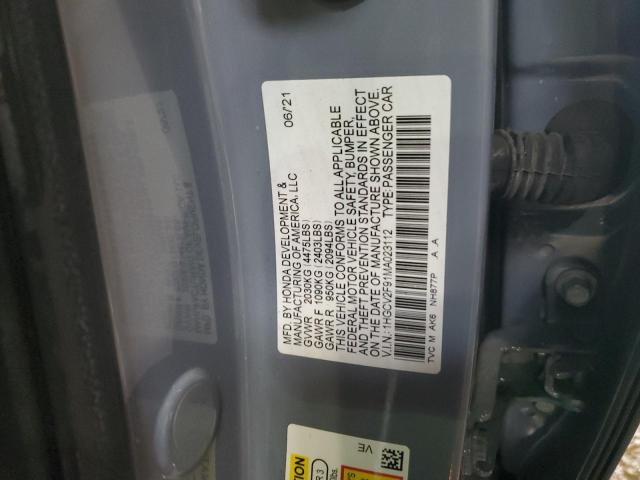 MFD. BY HONDA DEVELOPMENT &
MANUFACTURING OF AMERICA, LLC 06/21
GVWR 2030KG(4475LBS)
GAWR F 1090KG(2403LBS)
GAWR R 950KG(2094LBS)
THIS VEHICLE CONFORMS TO ALL APPLICABLE
FEDERAL MOTOR VEHICLE SAFETY, BUMPER,
AND THEFT PREVENTION STANDARDS IN EFFECT
ON THE DATE OF MANUFACTURE SHOWN ABOVE.
V.I.N.:1HGCV2F91MA023112 TYPE:PASSENGER CAR
TVC M AK6 NH877P A A
VE